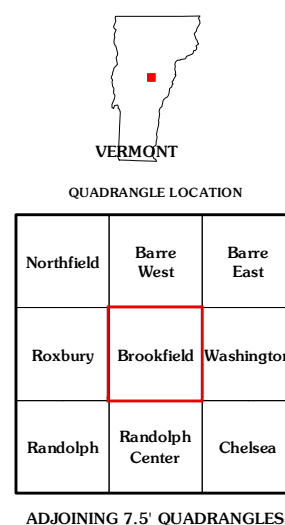 VERMONT
QUADRANGLE LOCATION
Northfield
Barre
West
Barre
East
Roxbury
Brookfield
Washington
Randolph
Randolph
Center
Chelsea
ADJOINING 7.5' QUADRANGLES